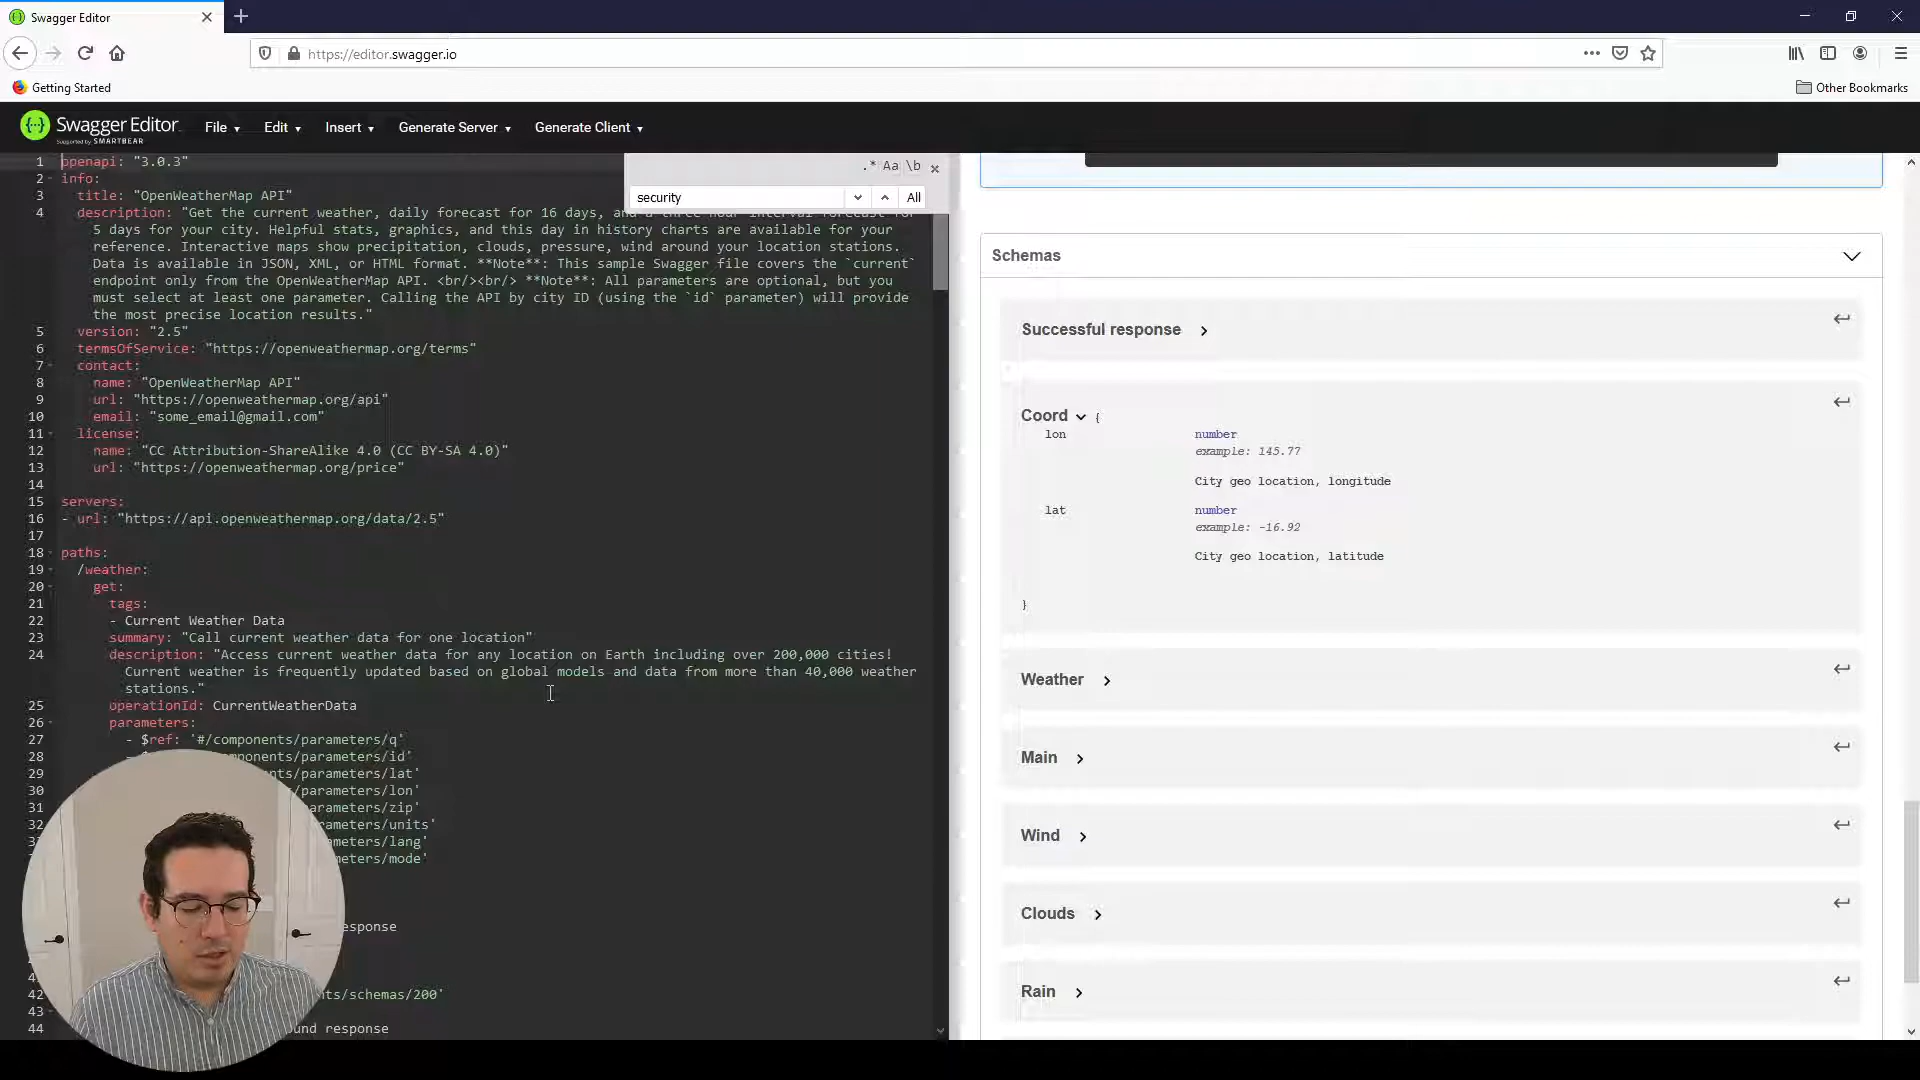 Swagger Editor
https://editor.swagger.io
Getting Started
Other Bookmarks
Swagger Editor
Supported by SMARTBEAR
File
Edit
Insert
Generate Server
Generate Client
.* Aa \b
security
All
1 openapi: "3.0.3"
2 info:
3 title: "OpenWeatherMap API"
4 description: "Get the current weather, daily forecast for 16 days, and a three-hour-interval forecast for
5 days for your city. Helpful stats, graphics, and this day in history charts are available for your
reference. Interactive maps show precipitation, clouds, pressure, wind around your location stations.
Data is available in JSON, XML, or HTML format. **Note**: This sample Swagger file covers the `current`
endpoint only from the OpenWeatherMap API. <br/><br/> **Note**: All parameters are optional, but you
must select at least one parameter. Calling the API by city ID (using the `id` parameter) will provide
the most precise location results."
5 version: "2.5"
6 termsOfService: "https://openweathermap.org/terms"
7 contact:
8 name: "OpenWeatherMap API"
9 url: "https://openweathermap.org/api"
10 email: "some_email@gmail.com"
11 license:
12 name: "CC Attribution-ShareAlike 4.0 (CC BY-SA 4.0)"
13 url: "https://openweathermap.org/price"
14
15 servers:
16 - url: "https://api.openweathermap.org/data/2.5"
17
18 paths:
19 /weather:
20 get:
21 tags:
22 - Current Weather Data
23 summary: "Call current weather data for one location"
24 description: "Access current weather data for any location on Earth including over 200,000 cities!
Current weather is frequently updated based on global models and data from more than 40,000 weather
stations."
25 operationId: CurrentWeatherData
26 parameters:
27 - $ref: '#/components/parameters/q'
28 ponents/parameters/id'
29 nts/parameters/lat'
30 /parameters/lon'
31 parameters/zip'
32 ameters/units'
meters/lang'
meters/mode'
esponse
42 nts/schemas/200'
43
44 und response
Schemas
Successful response
Coord {
lon number
example: 145.77
City geo location, longitude
lat number
example: -16.92
City geo location, latitude
}
Weather
Main
Wind
Clouds
Rain